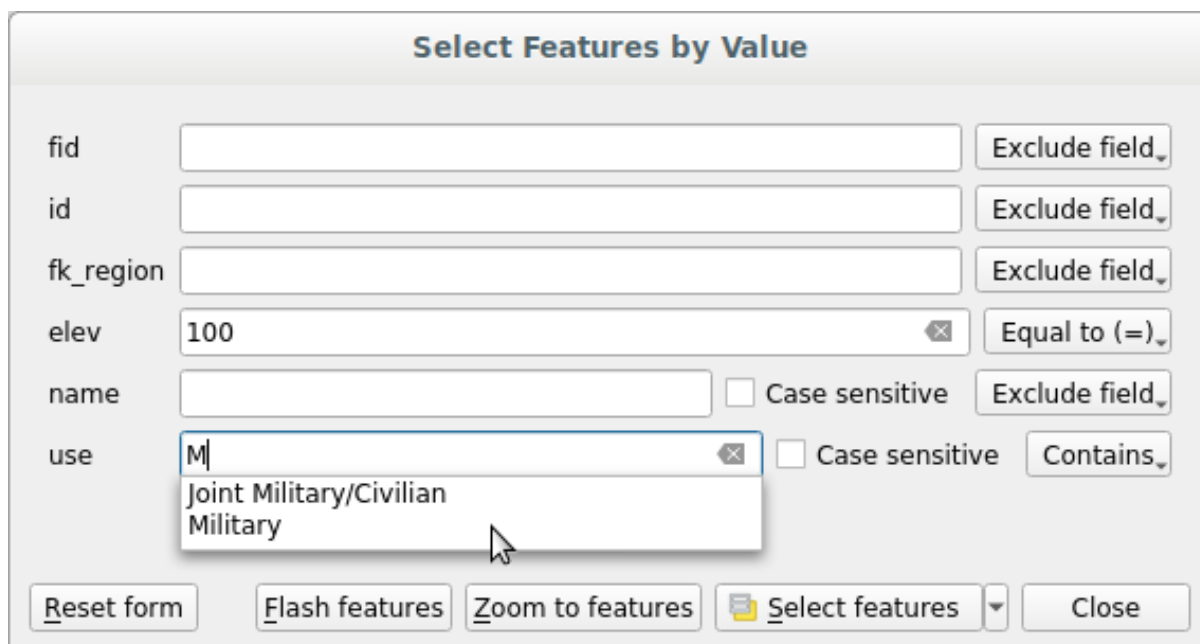 Select Features by Value
fid Exclude field
id Exclude field
fk_region Exclude field
elev 100 Equal to (=)
name Case sensitive Exclude field
use M Case sensitive Contains
Joint Military/Civilian
Military
Reset form Flash features Zoom to features Select features Close